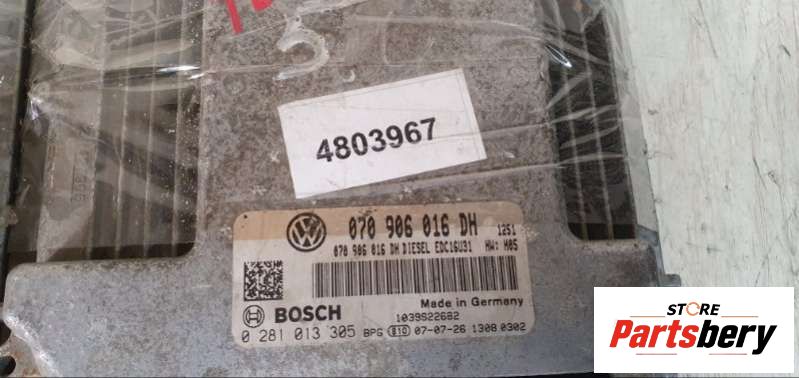 4803967
070 906 016 DH 1251
070 906 016 DH DIESEL EDC16U31 HW: H05
Made in Germany
BOSCH 1039S22682
0 281 013 305 BPG 07-07-26 1308 0302
STORE
Partsbery